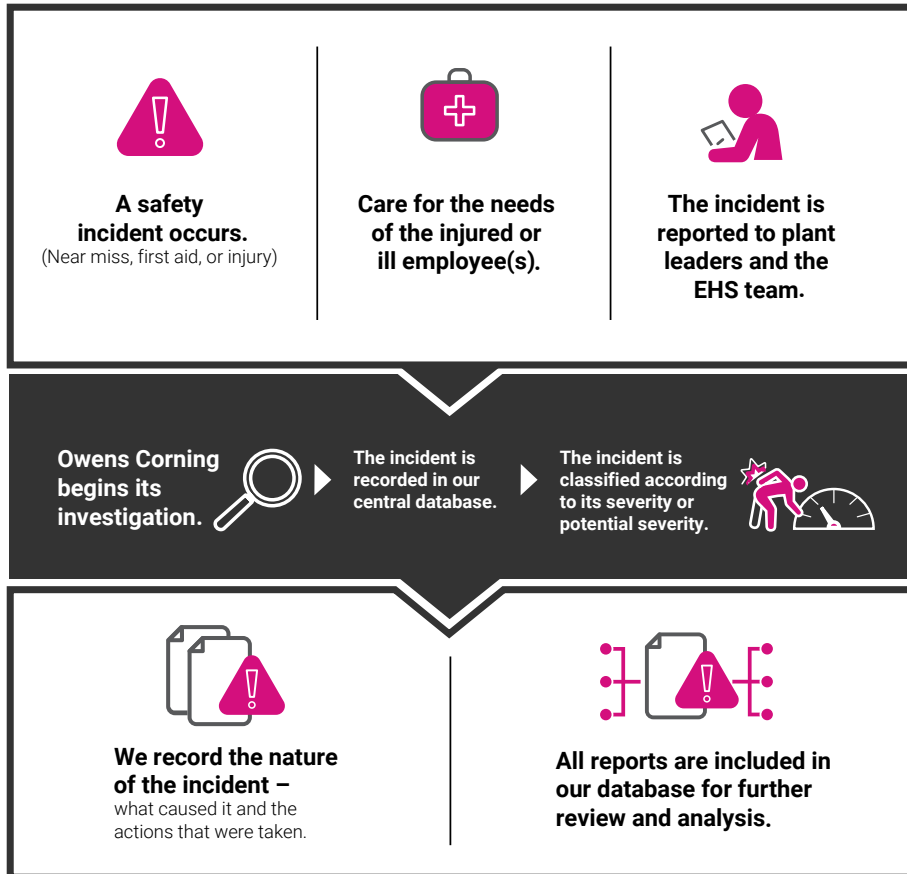 A safety
incident occurs.
(Near miss, first aid, or injury)
Care for the needs
of the injured or
ill employee(s).
The incident is
reported to plant
leaders and the
EHS team.
Owens Corning
begins its
investigation.
The incident is
recorded in our
central database.
The incident is
classified according
to its severity or
potential severity.
We record the nature
of the incident –
what caused it and the
actions that were taken.
All reports are included in
our database for further
review and analysis.